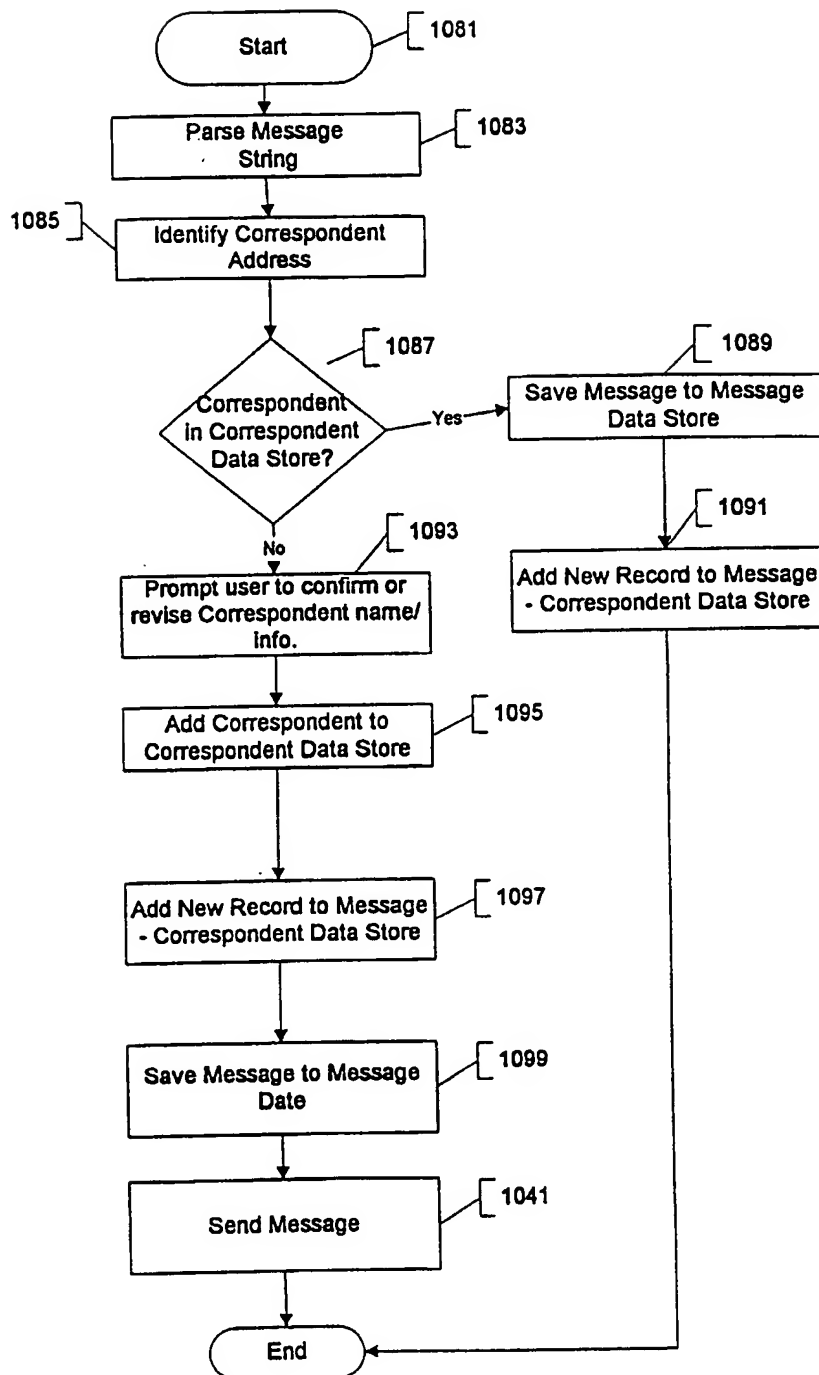 Start
1081
Parse Message
String
1083
1085
Identify Correspondent
Address
1087
Correspondent
in Correspondent
Data Store?
Yes
1089
Save Message to Message
Data Store
1091
Add New Record to Message
- Correspondent Data Store
No
1093
Prompt user to confirm or
revise Correspondent name/
info.
Add Correspondent to
Correspondent Data Store
1095
Add New Record to Message
- Correspondent Data Store
1097
Save Message to Message
Date
1099
Send Message
1041
End